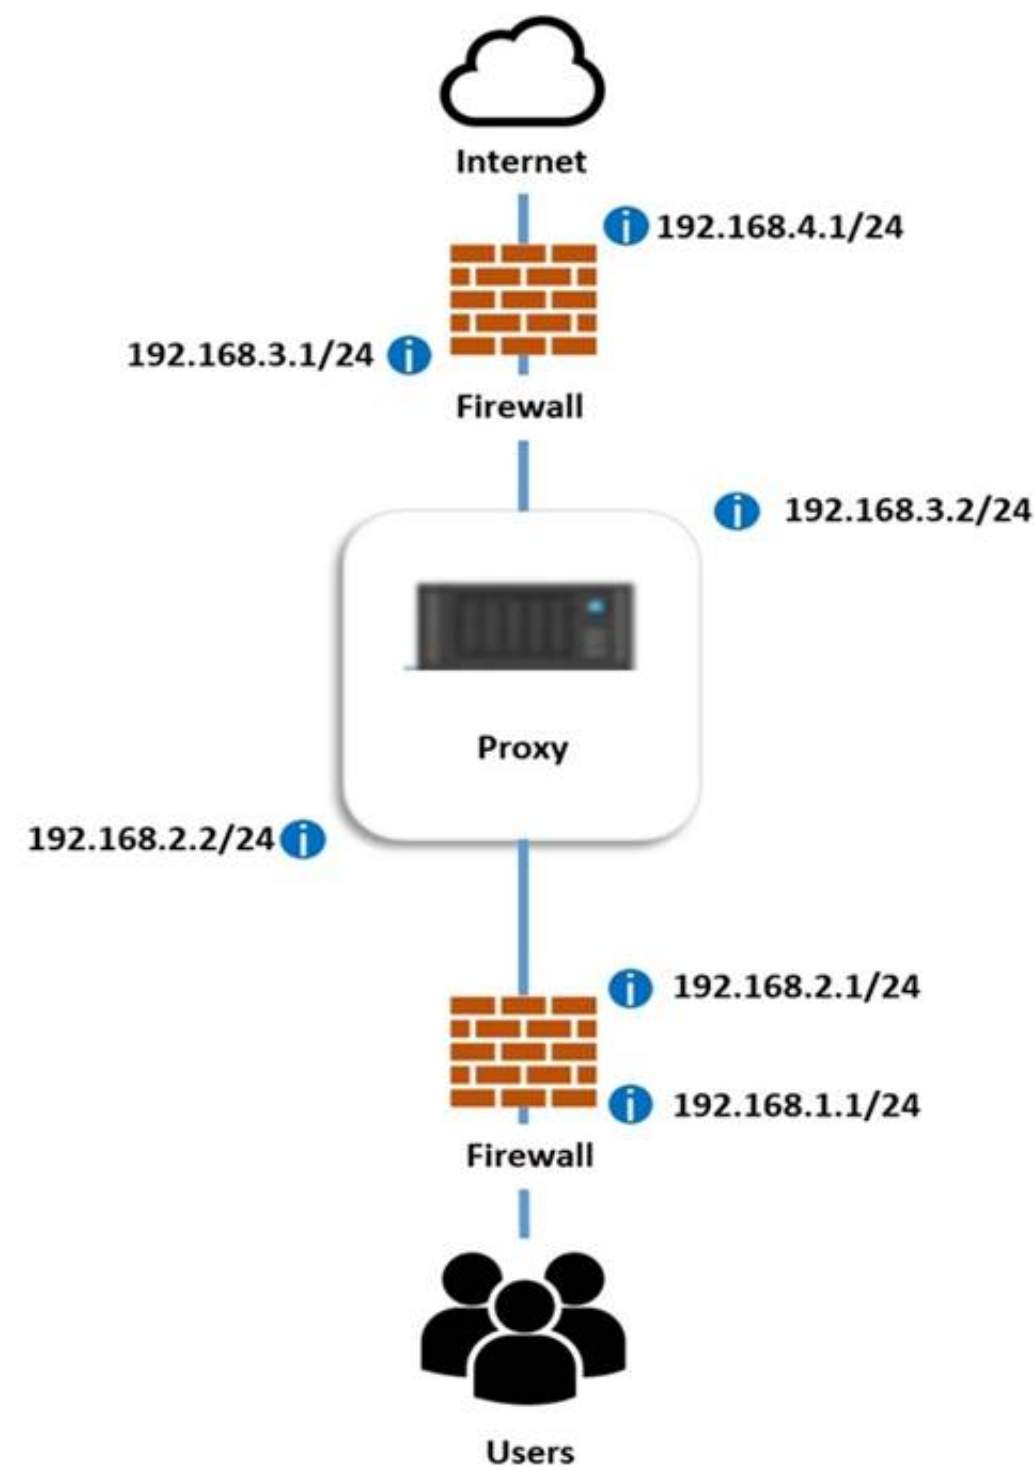 Internet
192.168.4.1/24
192.168.3.1/24
Firewall
192.168.3.2/24
Proxy
192.168.2.2/24
192.168.2.1/24
192.168.1.1/24
Firewall
Users